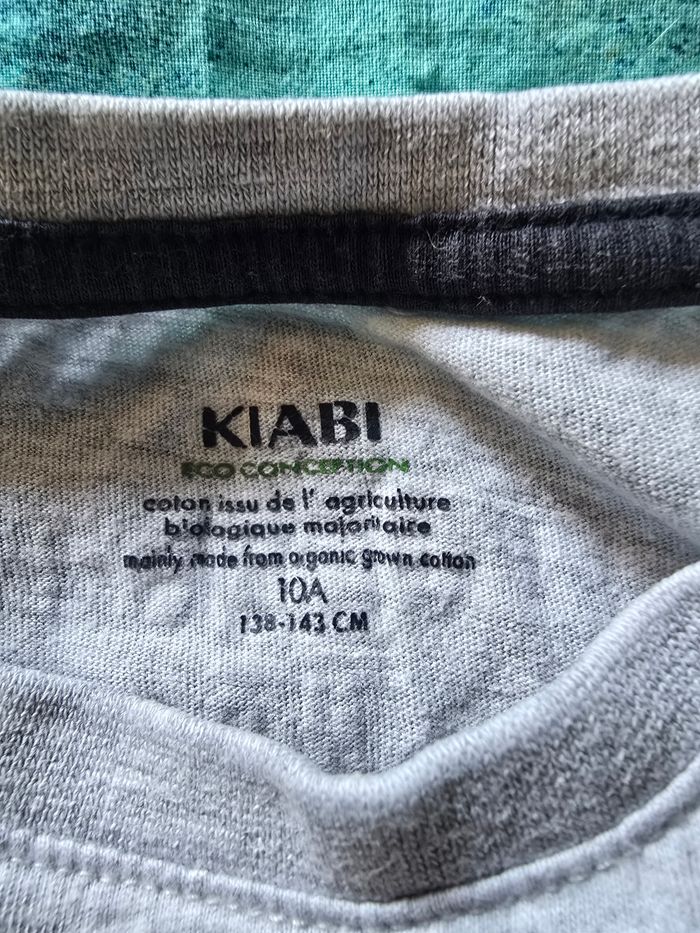 KIABI
ECO CONCEPTION
coton issu de l' agriculture
biologique majoritaire
mainly made from organic grown cotton
10A
138-143 CM